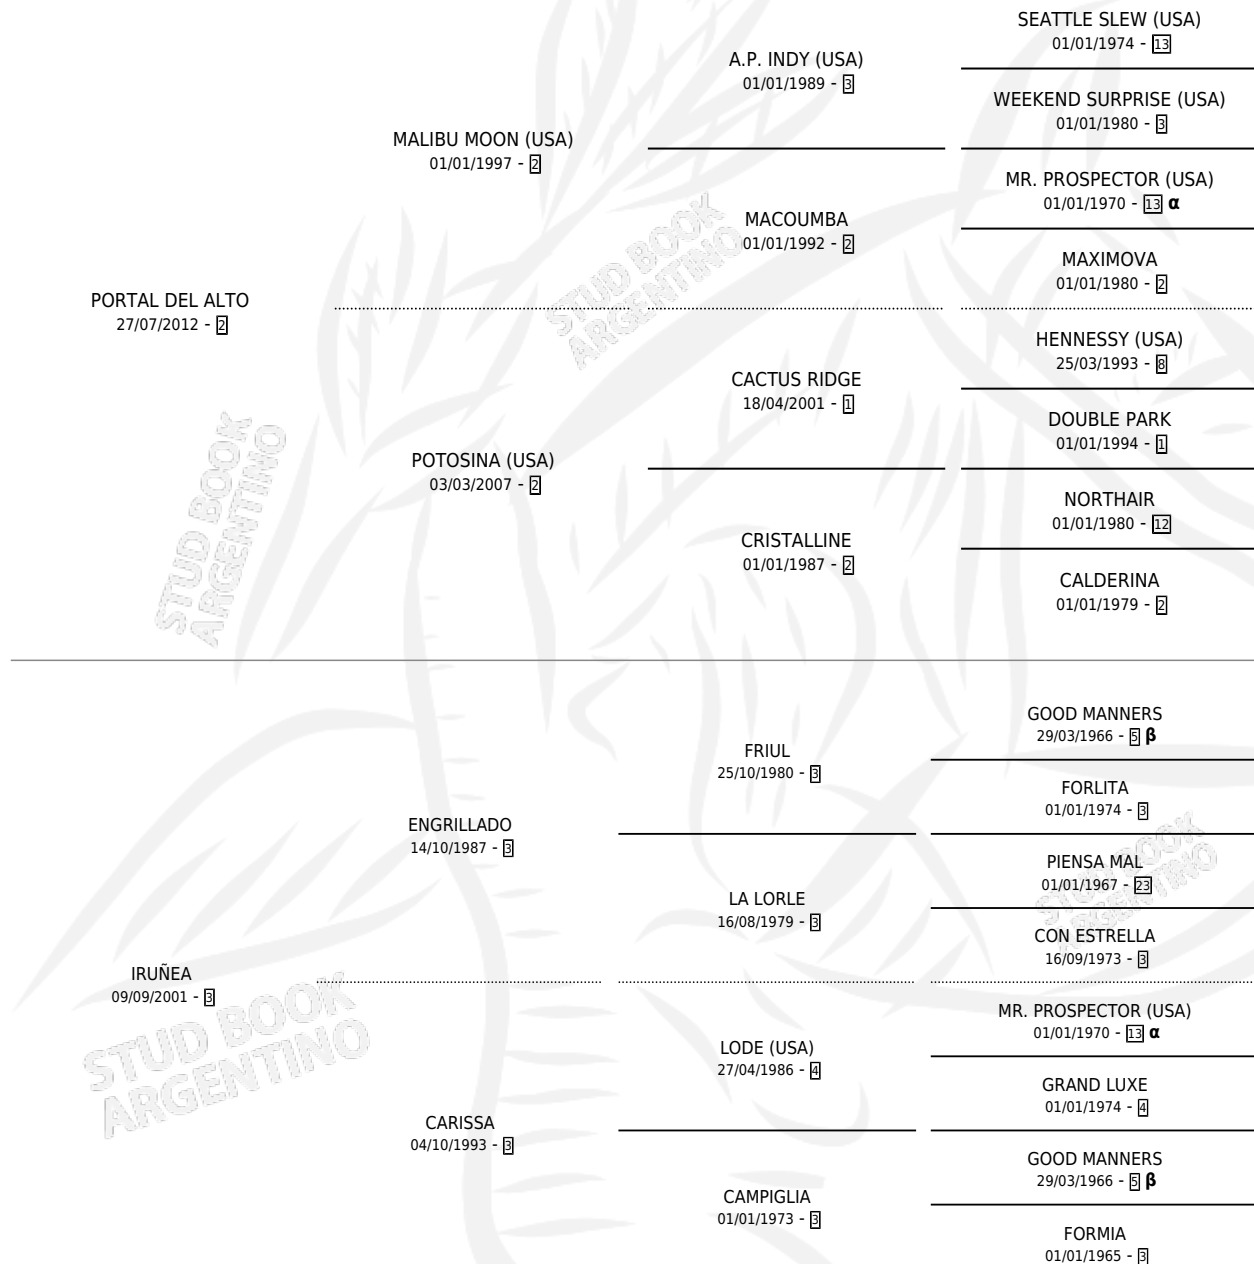 SEATTLE SLEW (USA)
01/01/1974 - 13
A.P. INDY (USA)
01/01/1989 - 3
WEEKEND SURPRISE (USA)
01/01/1980 - 3
MALIBU MOON (USA)
01/01/1997 - 2
MR. PROSPECTOR (USA)
01/01/1970 - 13 α
MACOUMBA
01/01/1992 - 2
MAXIMOVA
01/01/1980 - 2
PORTAL DEL ALTO
27/07/2012 - 2
HENNESSY (USA)
25/03/1993 - 8
CACTUS RIDGE
18/04/2001 - 1
DOUBLE PARK
01/01/1994 - 1
POTOSINA (USA)
03/03/2007 - 2
NORTHAIR
01/01/1980 - 12
CRISTALLINE
01/01/1987 - 2
CALDERINA
01/01/1979 - 2
GOOD MANNERS
29/03/1966 - 5 β
FRIUL
25/10/1980 - 3
FORLITA
01/01/1974 - 3
ENGRILLADO
14/10/1987 - 3
PIENSA MAL
01/01/1967 - 23
LA LORLE
16/08/1979 - 3
CON ESTRELLA
16/09/1973 - 3
IRUÑEA
09/09/2001 - 3
MR. PROSPECTOR (USA)
01/01/1970 - 13 α
LODE (USA)
27/04/1986 - 4
GRAND LUXE
01/01/1974 - 4
CARISSA
04/10/1993 - 3
GOOD MANNERS
29/03/1966 - 5 β
CAMPIGLIA
01/01/1973 - 3
FORMIA
01/01/1965 - 3
STUD BOOK
ARGENTINO
STUD BOOK
ARGENTINO
STUD BOOK
ARGENTINO
STUD BOOK
ARGENTINO